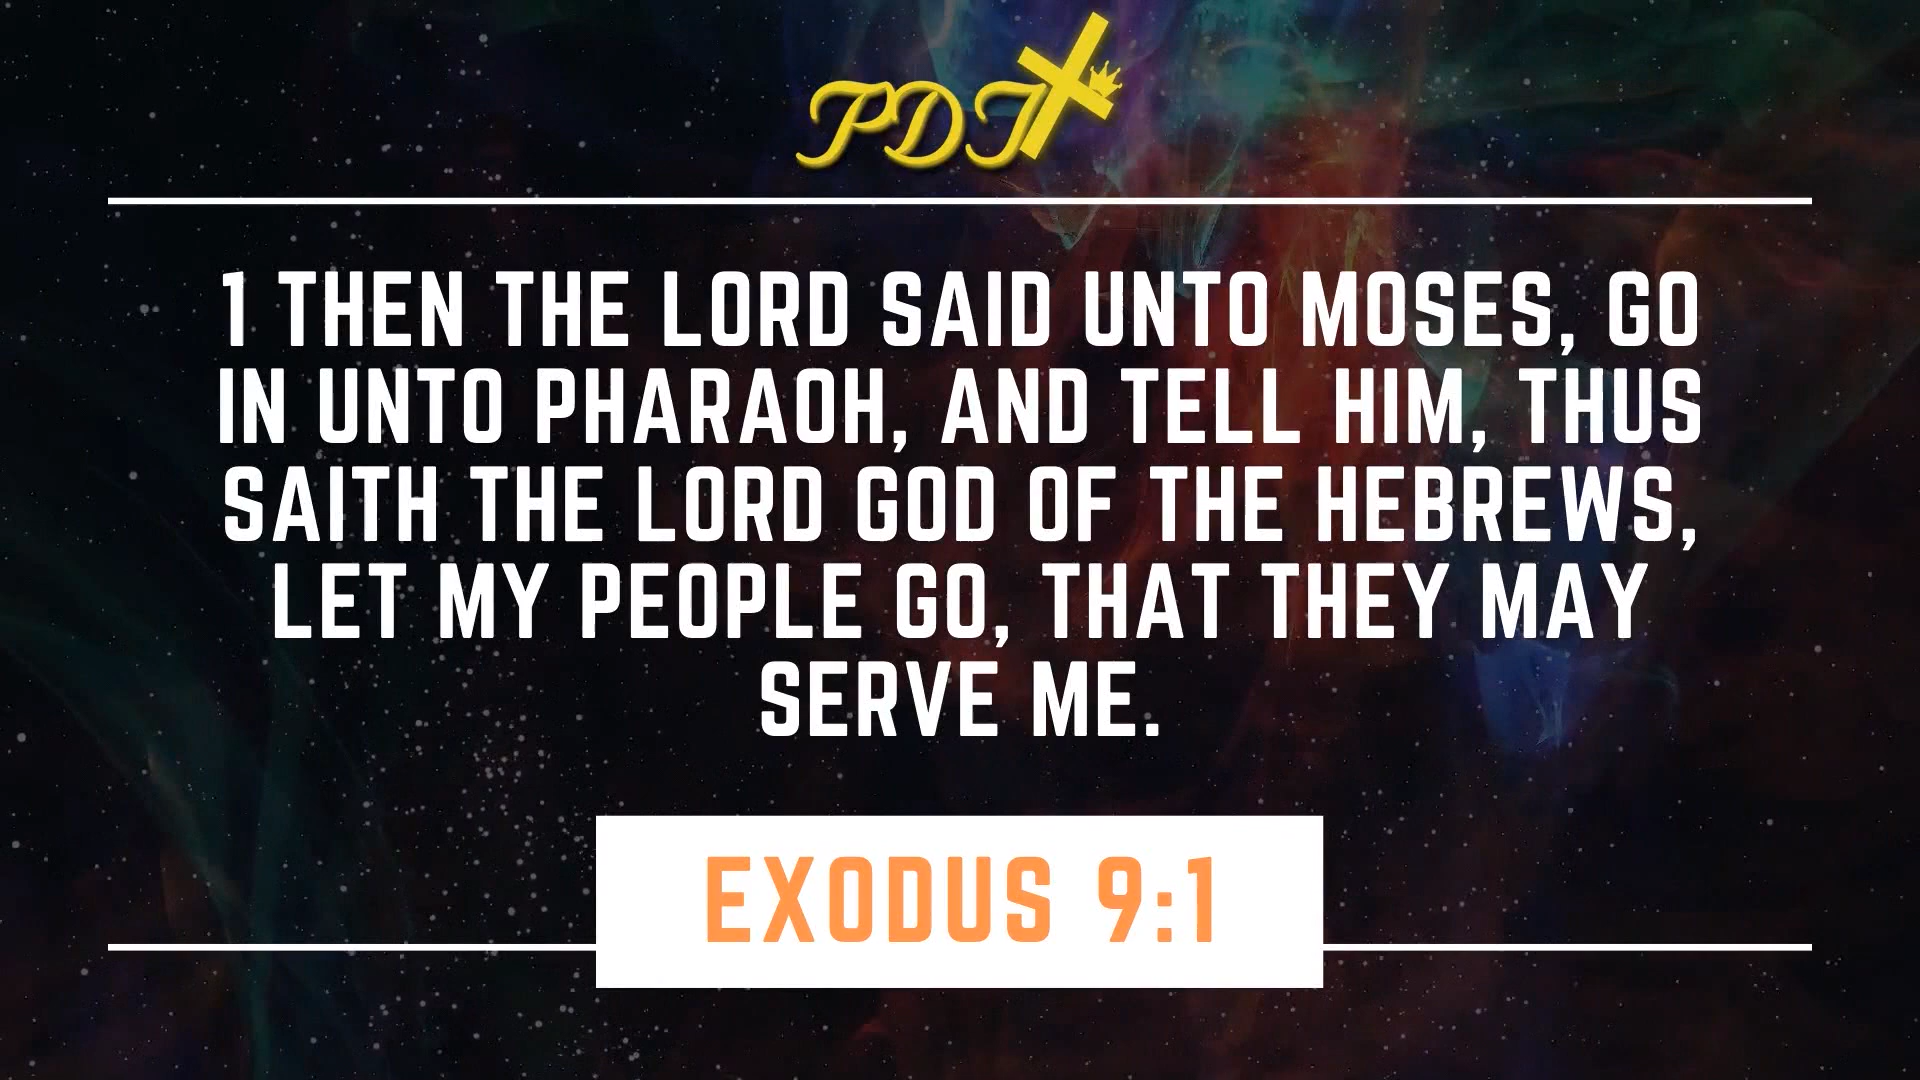 PDJ
1 THEN THE LORD SAID UNTO MOSES, GO
IN UNTO PHARAOH, AND TELL HIM, THUS
SAITH THE LORD GOD OF THE HEBREWS,
LET MY PEOPLE GO, THAT THEY MAY
SERVE ME.
EXODUS 9:1